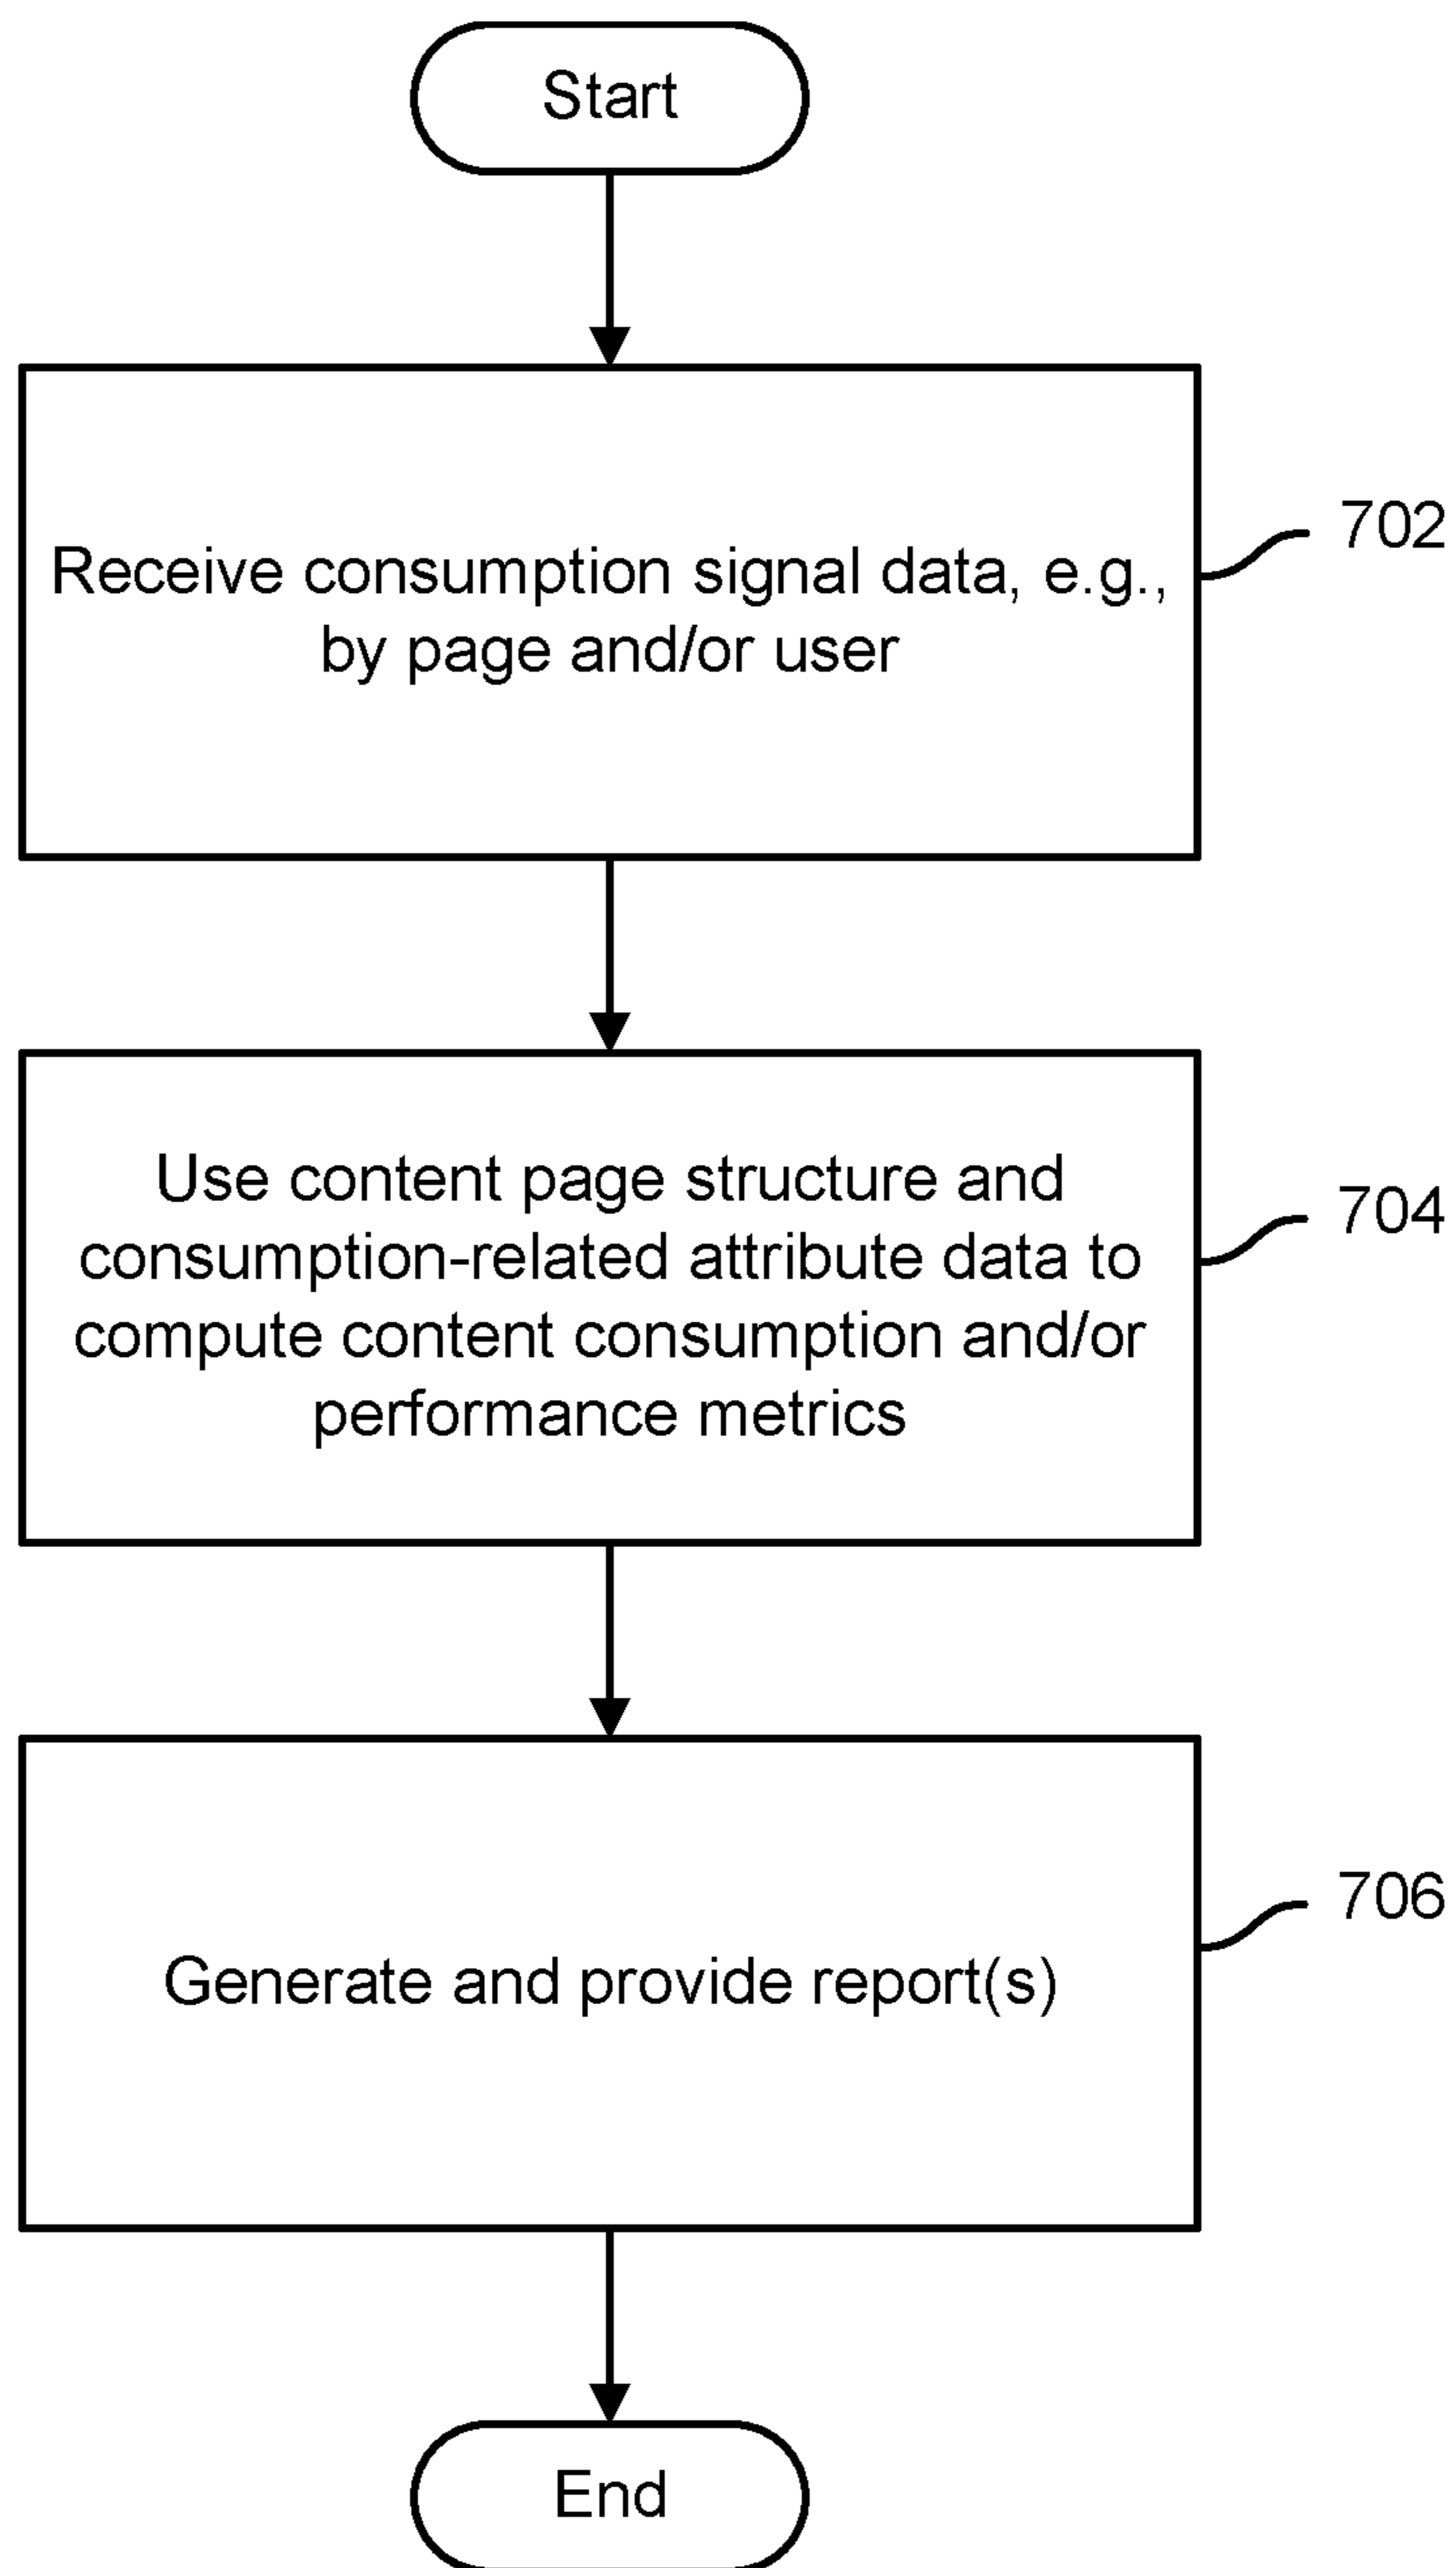 Start
Receive consumption signal data, e.g.,
by page and/or user
702
Use content page structure and
consumption-related attribute data to
compute content consumption and/or
performance metrics
704
Generate and provide report(s)
706
End